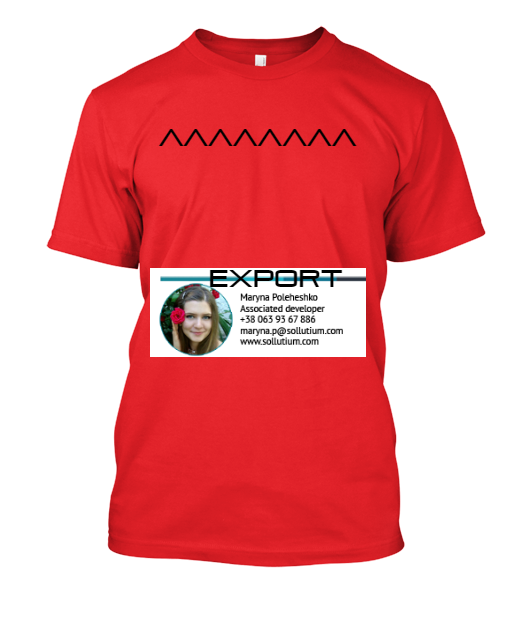 ^^^^^^^^
EXPORT
Maryna Poleheshko
Associated developer
+38 063 93 67 886
maryna.p@sollutium.com
www.sollutium.com